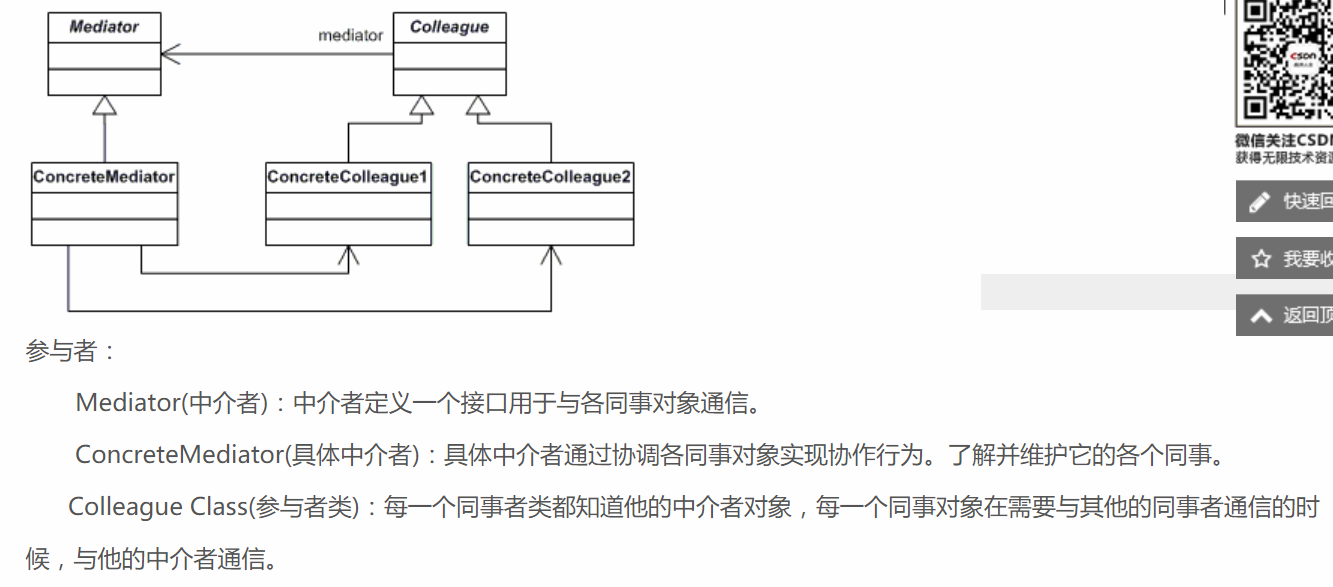 Mediator
mediator
Colleague
ConcreteMediator
ConcreteColleague1
ConcreteColleague2
csdn
微信关注CSDN
获得无限技术资源
快速回
我要收
返回顶
参与者：
Mediator(中介者)：中介者定义一个接口用于与各同事对象通信。
ConcreteMediator(具体中介者)：具体中介者通过协调各同事对象实现协作行为。了解并维护它的各个同事。
Colleague Class(参与者类)：每一个同事者类都知道他的中介者对象，每一个同事对象在需要与其他的同事者通信的时
候，与他的中介者通信。